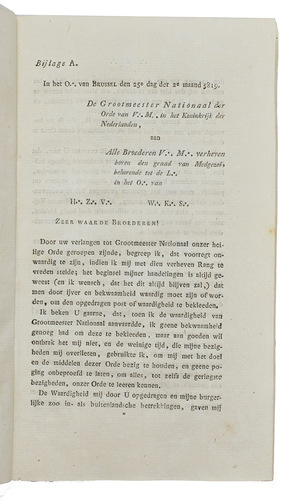 Bijlage A.
In het O∴ van BRUSSEL den 25e dag der 2e maand 5819.
De Grootmeester Nationaal der
Orde van V∴ M∴, in het Koninkrijk der
Nederlanden,
aan
Alle Broederen V∴ M∴ verheven
boven den graad van Medgezel,
behorende tot de L∴
in het O∴ van
H∴ Z∴ V∴ W∴ K∴ S∴
ZEER WAARDE BROEDEREN!
Door uw verlangen tot Grootmeester Nationaal onzer hei-
lige Orde geroepen zijnde, begreep ik, dat voorregt on-
waardig te zijn, indien ik mij met dien verheven Rang te
vreden stelde; het beginsel mijner handelingen is altijd ge-
weest (en ik wensch, dat het dit altijd blijven zal,) dat
men door ijver en bekwaamheid waardig moet zijn of wor-
den, om den opgedragen post of waardigheid te bekleeden.
Ik beken U gaarne, dat, toen ik de waardigheid van
Grootmeester Nationaal aanvaardde, ik geene bekwaamheid
genoeg had om deze te bekleeden, maar aan goeden wil
ontbrak het mij niet, en de weinige tijd, die mijne bezig-
heden mij overlieten, gebruikte ik, om mij met het doel
en de middelen dezer Orde bezig te houden, en geene po-
ging onbeproefd te laten, om alles, tot zelfs de geringste
bezigheden, onzer Orde te leeren kennen.
De Waardigheid mij door U opgedragen en mijne burger-
lijke zoo in- als buitenlandsche betrekkingen, gaven mij